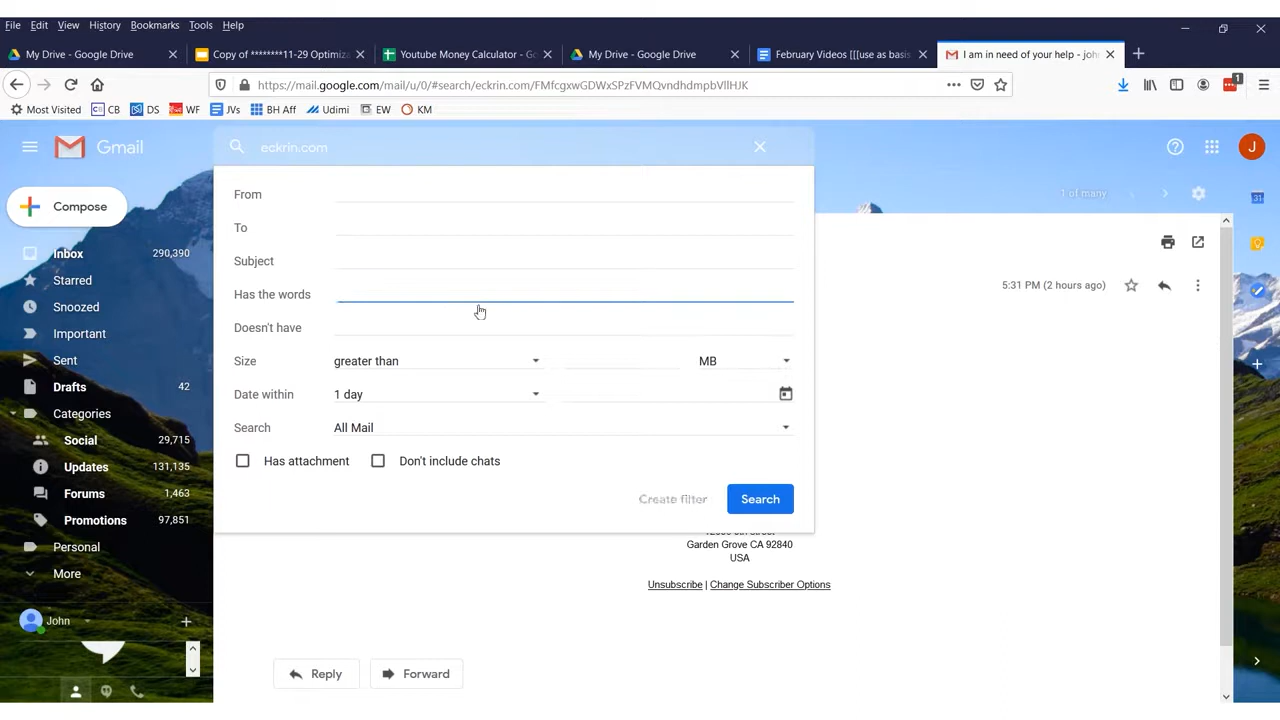 File Edit View History Bookmarks Tools Help
My Drive - Google Drive
Copy of ********11-29 Optimiz
Youtube Money Calculator - Go
My Drive - Google Drive
February Videos [[[use as basis
I am in need of your help - john
https://mail.google.com/mail/u/0/#search/eckrin.com/FMfcgxwGDWxSPzFVMQvndhdmpbVllHJK
1
Most Visited CB DS WF JVs BH Aff Udimi EW KM
Gmail
eckrin.com
J
Compose
1 of many
Inbox 290,390
Starred
Snoozed
Important
Sent
Drafts 42
Categories
Social 29,715
Updates 131,135
Forums 1,463
Promotions 97,851
Personal
More
John
From
To
Subject
Has the words
Doesn't have
Size greater than MB
Date within 1 day
Search All Mail
Has attachment Don't include chats
Create filter Search
5:31 PM (2 hours ago)
31
Garden Grove CA 92840
USA
Unsubscribe | Change Subscriber Options
Reply Forward